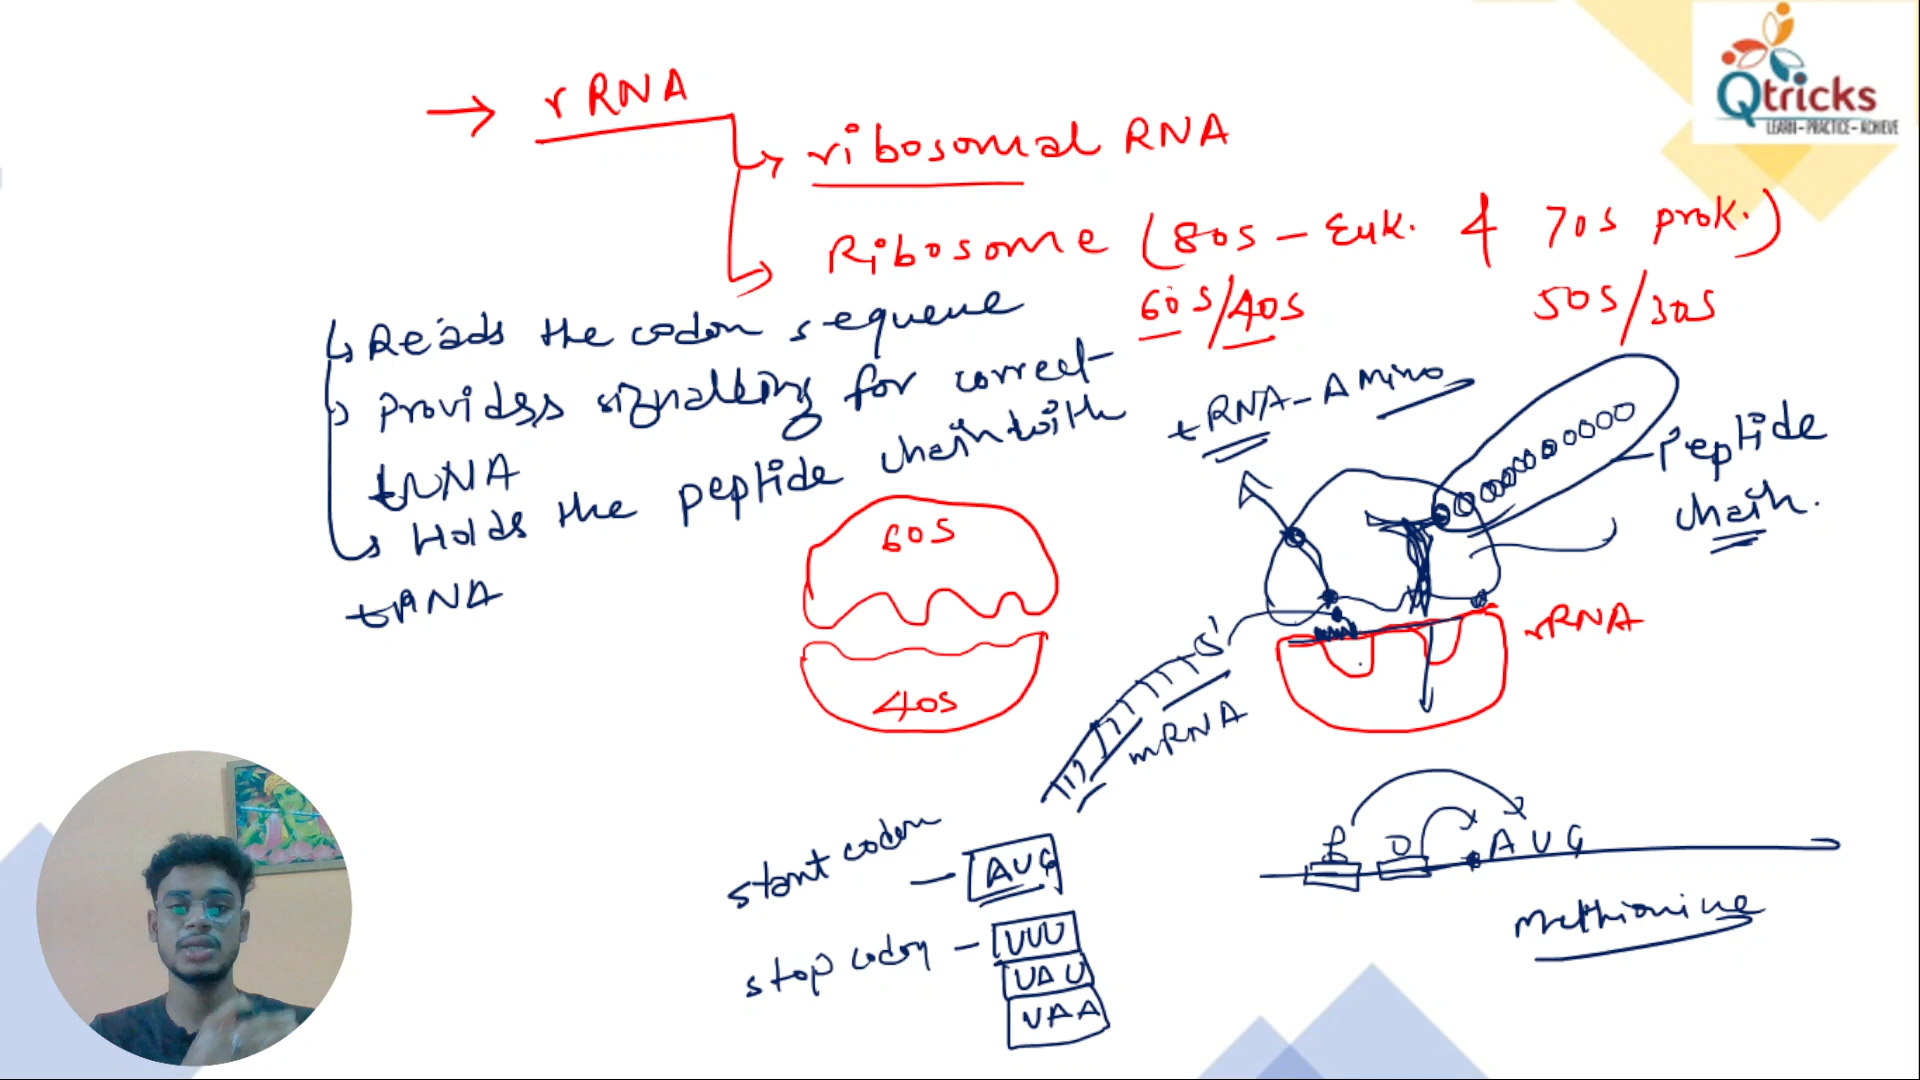 Qtricks
LEARN - PRACTICE - ACHIEVE
→ rRNA
ribosomal RNA
Ribosome (80S - Euk. & 70S prok.)
60S/40S
50S/30S
Reads the codon sequence
provides signalling for correct
tRNA
Holds the peptide chain with
tRNA
tRNA - Amino
Peptide
chain.
60S
40S
rRNA
5'
mRNA
start codon - AUG
stop codon - UUU
UAU
UAA
P O AUG
Methionine